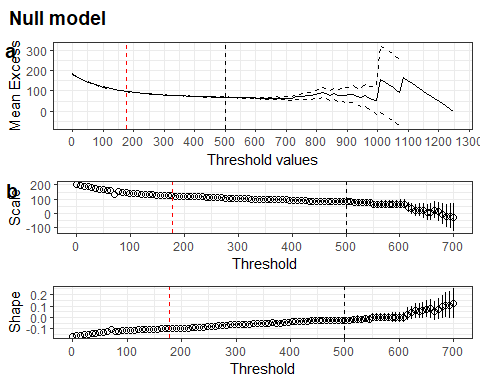 Null model
a
Mean Excess
300
200
100
0
0 100 200 300 400 500 600 700 800 900 1000 1100 1200 1300
Threshold values
b
Scale
200
100
0
-100
0 100 200 300 400 500 600 700
Threshold
Shape
0.2
0.1
0.0
-0.1
0 100 200 300 400 500 600 700
Threshold